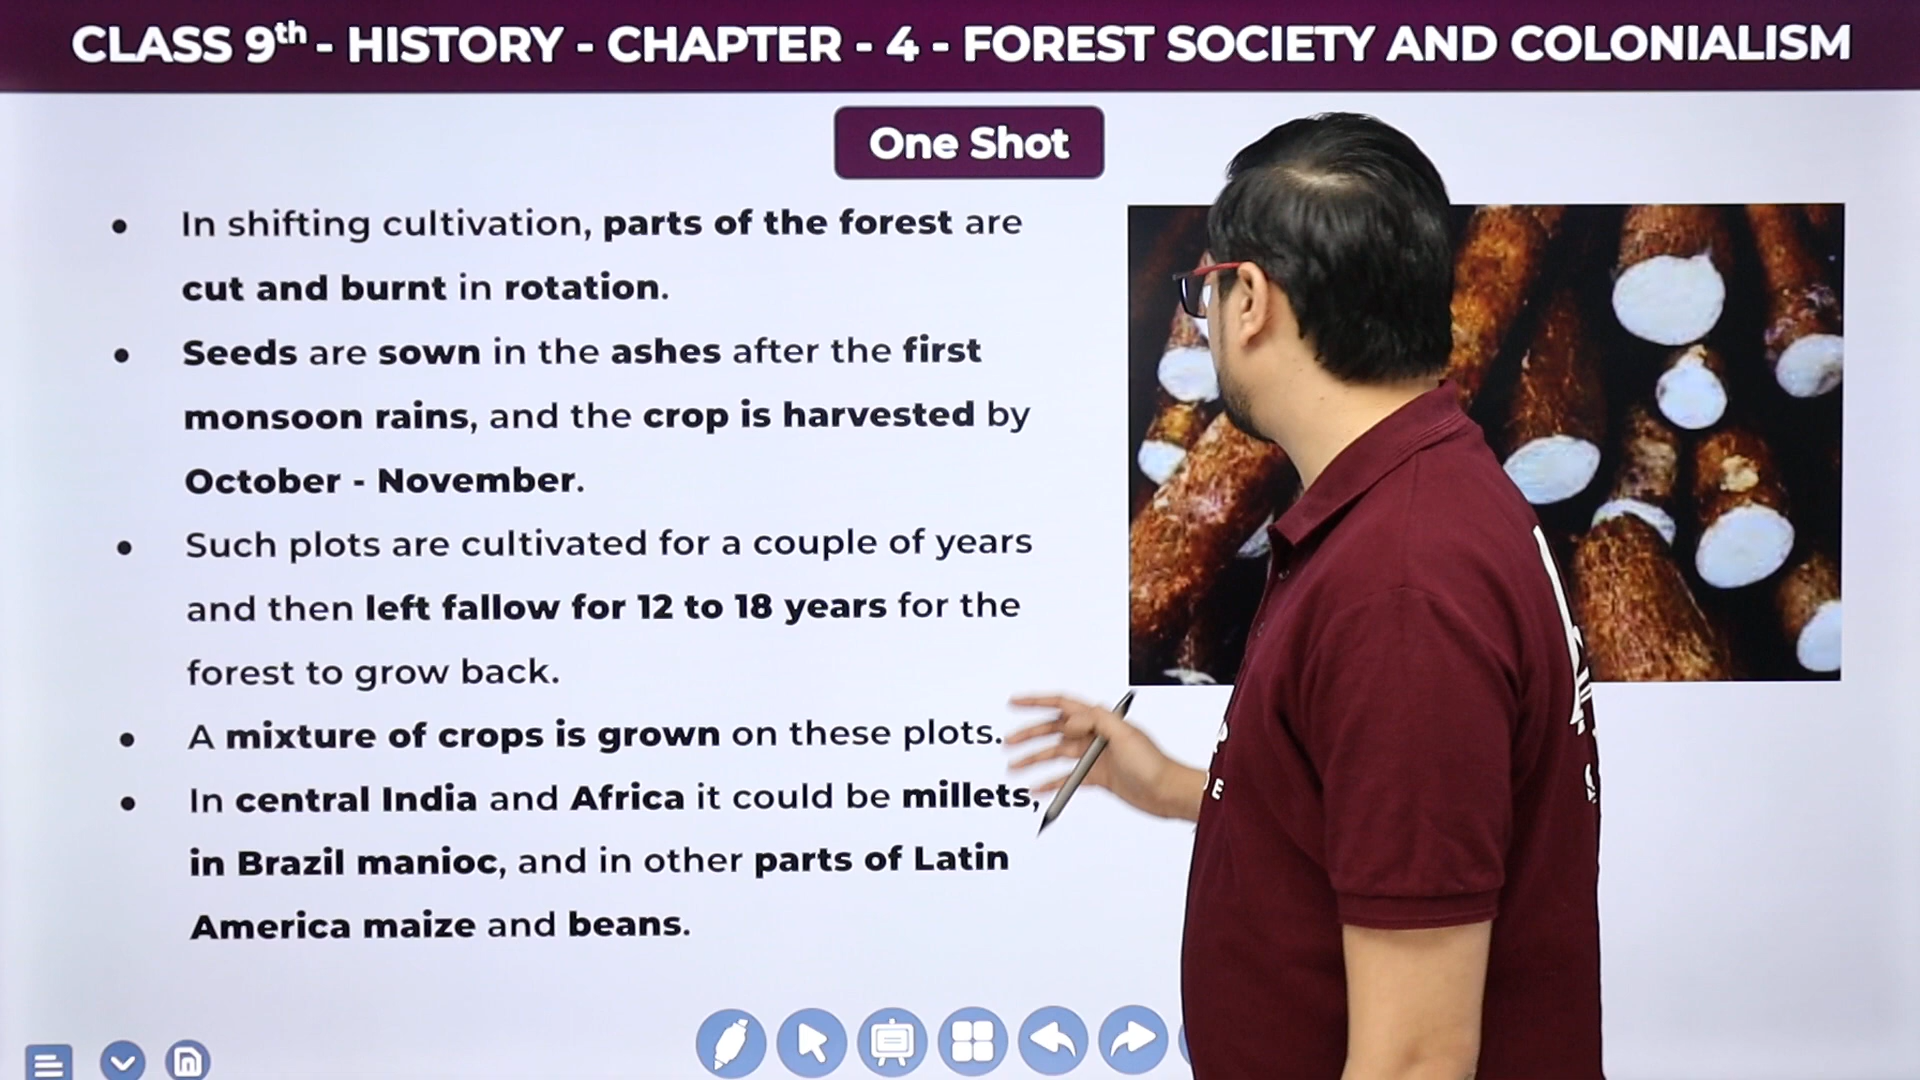 CLASS 9th - HISTORY - CHAPTER - 4 - FOREST SOCIETY AND COLONIALISM
One Shot
• In shifting cultivation, parts of the forest are
cut and burnt in rotation.
• Seeds are sown in the ashes after the first
monsoon rains, and the crop is harvested by
October - November.
• Such plots are cultivated for a couple of years
and then left fallow for 12 to 18 years for the
forest to grow back.
• A mixture of crops is grown on these plots.
• In central India and Africa it could be millets,
in Brazil manioc, and in other parts of Latin
America maize and beans.